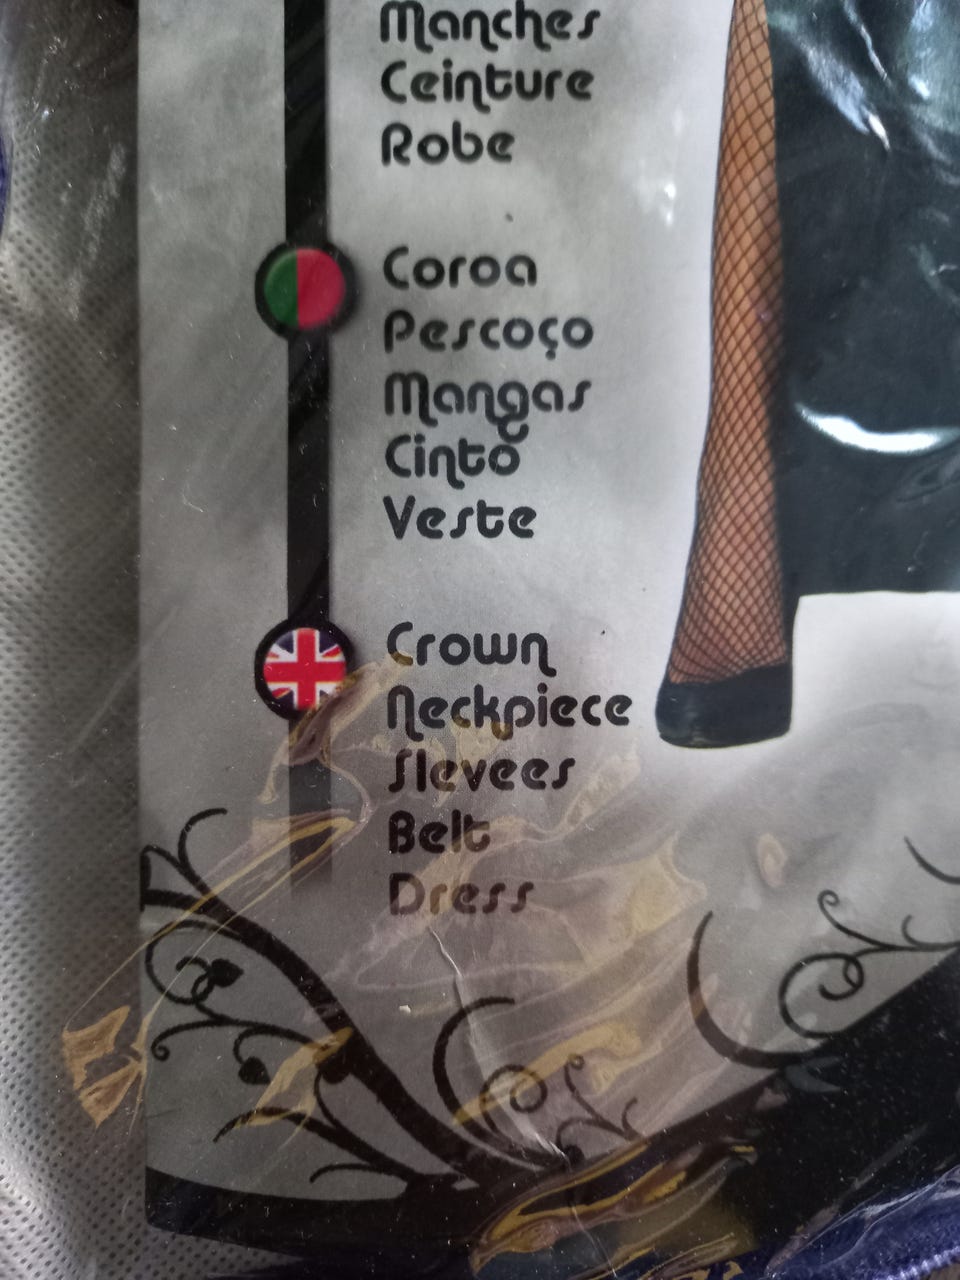 Manches
Ceinture
Robe
Coroa
Pescoço
Mangas
Cinto
Veste
Crown
Neckpiece
Slevees
Belt
Dress